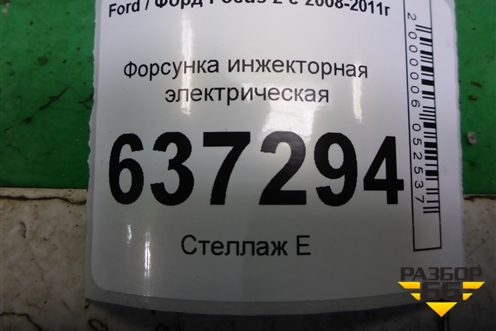 Ford / Форд Focus 2 с 2008-2011г
Форсунка инжекторная
электрическая
637294
Стеллаж Е
2000006052537
РАЗБОР
66